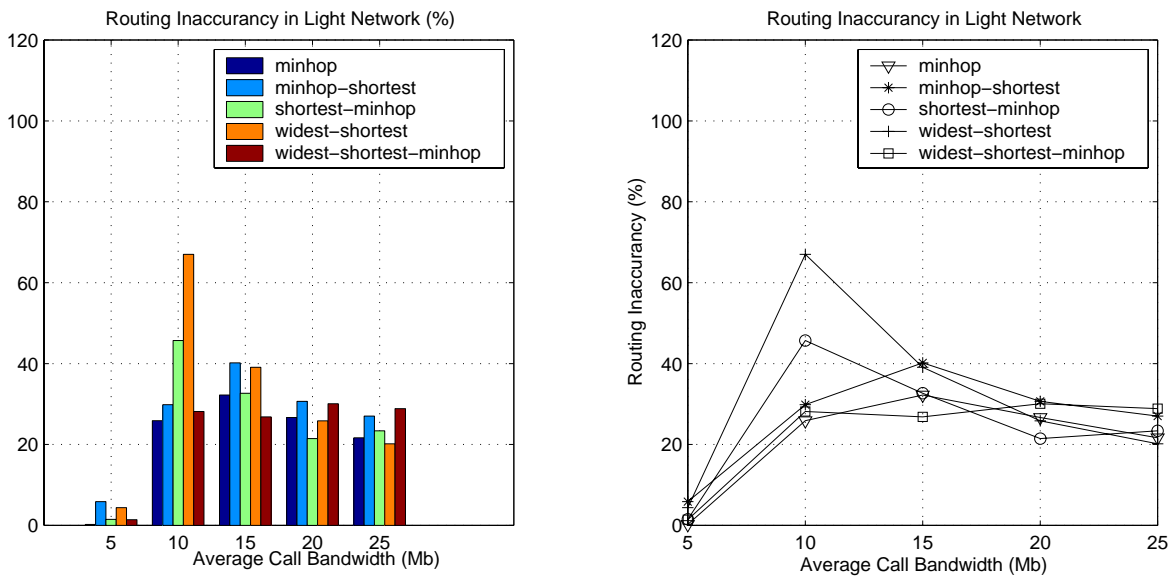 Routing Inaccurancy in Light Network (%)
120
100
80
60
40
20
0
minhop
minhop−shortest
shortest−minhop
widest−shortest
widest−shortest−minhop
5 10 15 20 25
Average Call Bandwidth (Mb)
Routing Inaccurancy in Light Network
Routing Inaccurancy (%)
120
100
80
60
40
20
0
minhop
minhop−shortest
shortest−minhop
widest−shortest
widest−shortest−minhop
5 10 15 20 25
Average Call Bandwidth (Mb)